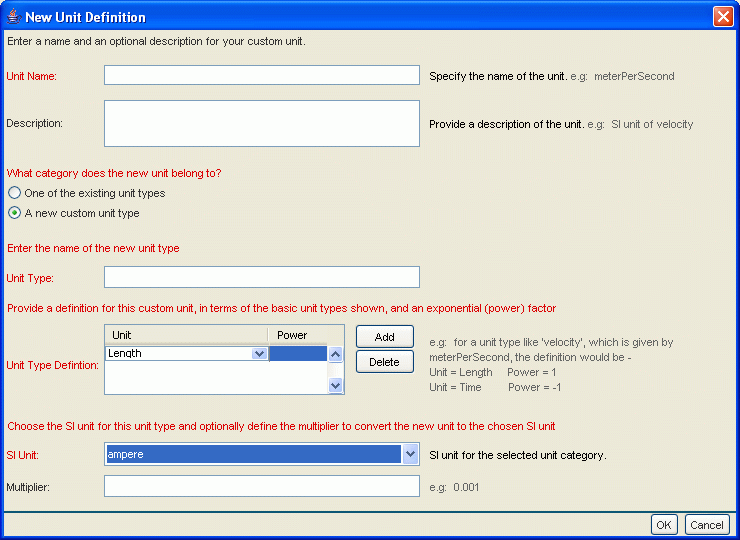 New Unit Definition
Enter a name and an optional description for your custom unit.
Unit Name: Specify the name of the unit. e.g: meterPerSecond
Description: Provide a description of the unit. e.g: SI unit of velocity
What category does the new unit belong to?
One of the existing unit types
A new custom unit type
Enter the name of the new unit type
Unit Type:
Provide a definition for this custom unit, in terms of the basic unit types shown, and an exponential (power) factor
Unit Type Defintion:
Unit Power
Length
Add
Delete
e.g: for a unit type like 'velocity', which is given by
meterPerSecond, the definition would be -
Unit = Length Power = 1
Unit = Time Power = -1
Choose the SI unit for this unit type and optionally define the multiplier to convert the new unit to the chosen SI unit
SI Unit: ampere SI unit for the selected unit category.
Multiplier: e.g: 0.001
OK Cancel